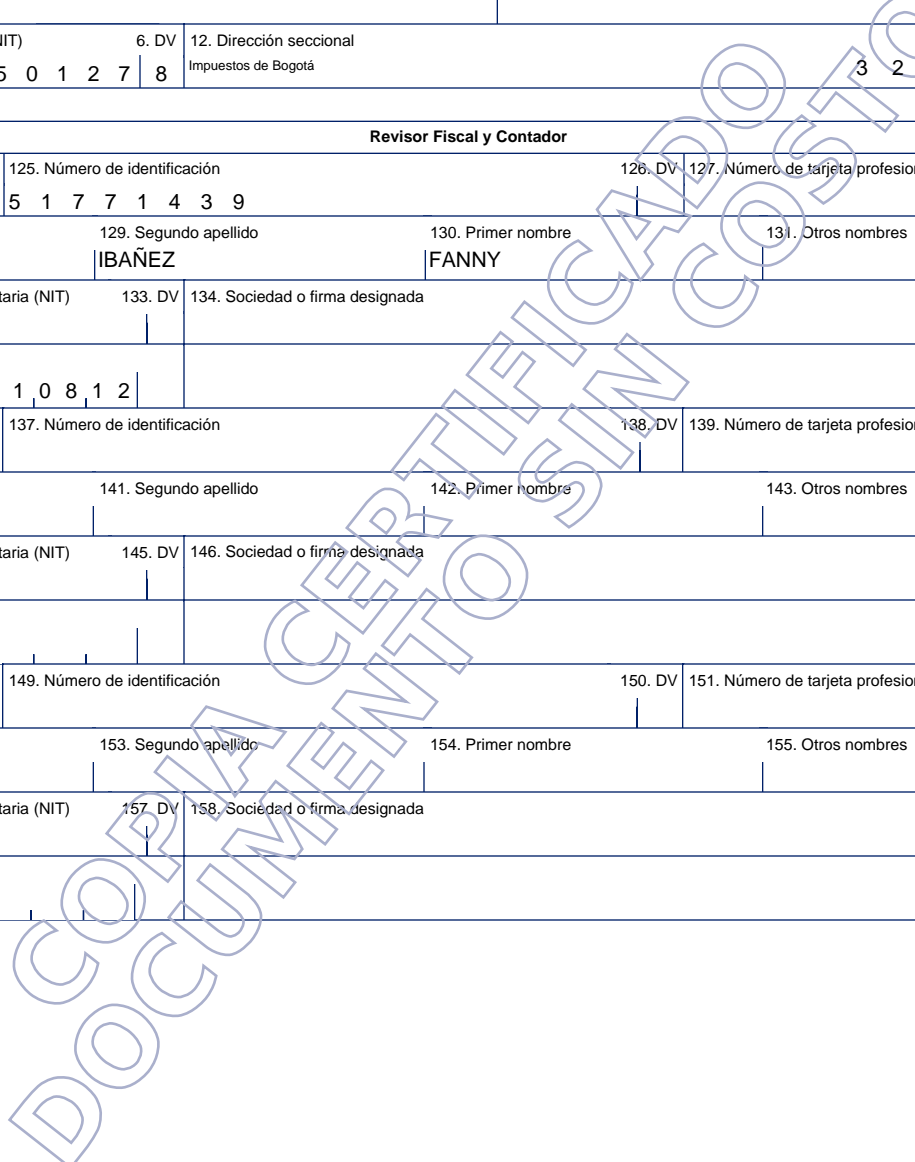 NIT) 6. DV 12. Dirección seccional
5 0 1 2 7 8 Impuestos de Bogotá 3 2
Revisor Fiscal y Contador
125. Número de identificación 126. DV 127. Número de tarjeta profesion
5 1 7 7 1 4 3 9
129. Segundo apellido 130. Primer nombre 131. Otros nombres
IBAÑEZ FANNY
taria (NIT) 133. DV 134. Sociedad o firma designada
1 0 8 1 2
137. Número de identificación 138. DV 139. Número de tarjeta profesion
141. Segundo apellido 142. Primer nombre 143. Otros nombres
taria (NIT) 145. DV 146. Sociedad o firma designada
149. Número de identificación 150. DV 151. Número de tarjeta profesion
153. Segundo apellido 154. Primer nombre 155. Otros nombres
taria (NIT) 157. DV 158. Sociedad o firma designada
COPIA CERTIFICADO
DOCUMENTO SIN COSTO